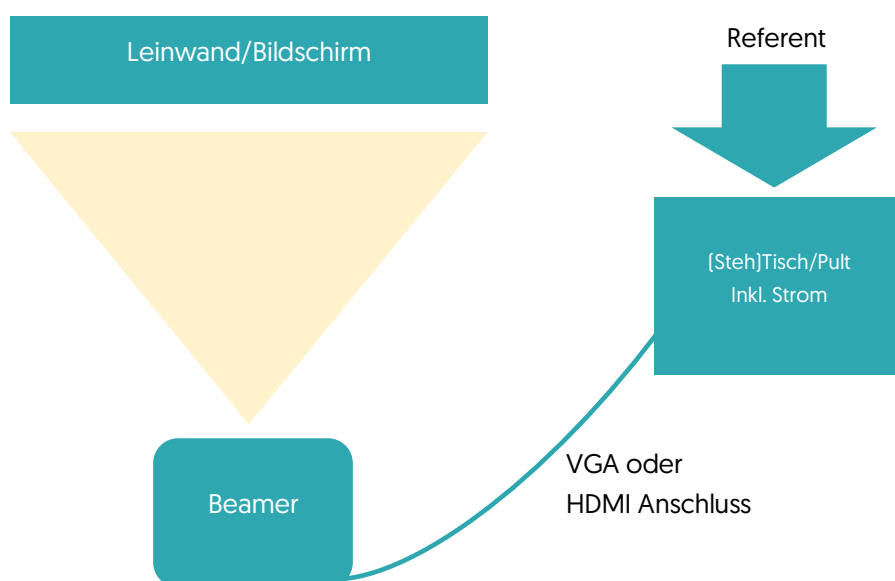 Leinwand/Bildschirm
Referent
(Steh)Tisch/Pult
Inkl. Strom
VGA oder
HDMI Anschluss
Beamer